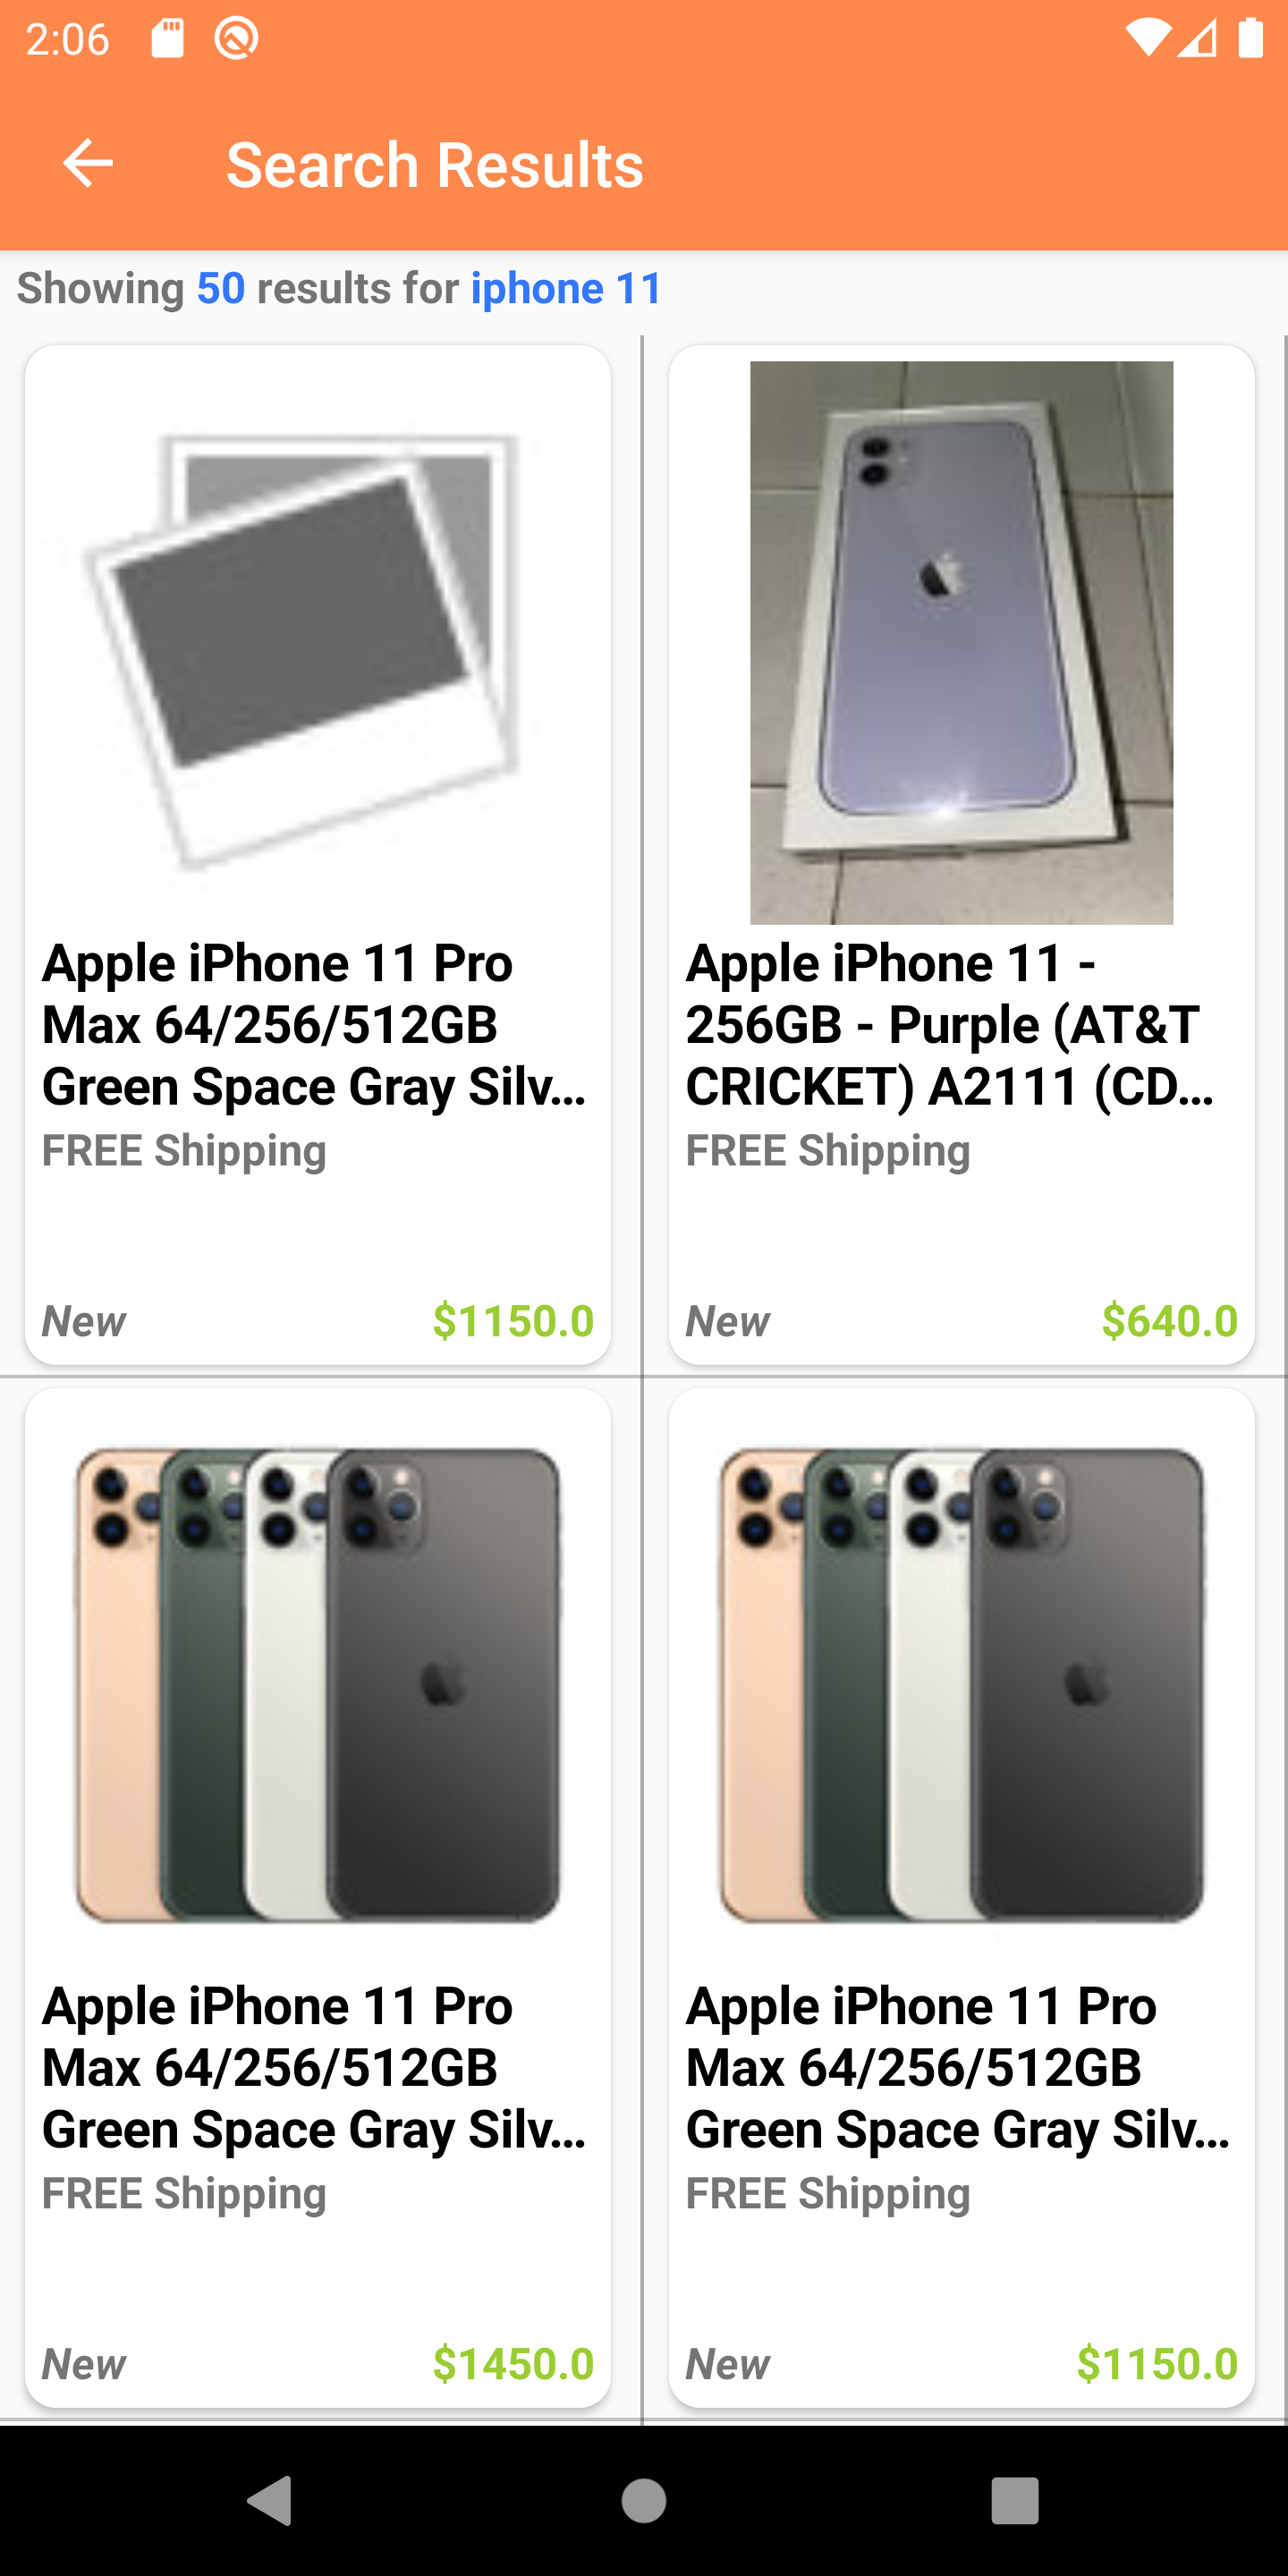 2:06
Search Results
Showing 50 results for iphone 11
Apple iPhone 11 Pro
Max 64/256/512GB
Green Space Gray Silv...
FREE Shipping
New $1150.0
Apple iPhone 11 -
256GB - Purple (AT&T
CRICKET) A2111 (CD...
FREE Shipping
New $640.0
Apple iPhone 11 Pro
Max 64/256/512GB
Green Space Gray Silv...
FREE Shipping
New $1450.0
Apple iPhone 11 Pro
Max 64/256/512GB
Green Space Gray Silv...
FREE Shipping
New $1150.0